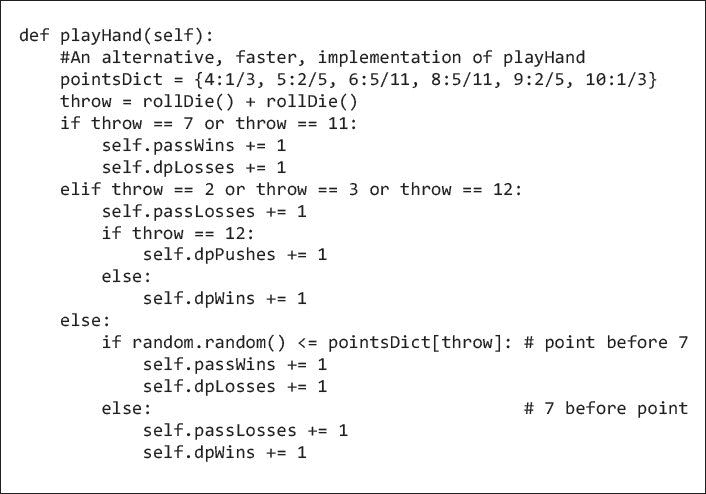 def playHand(self):
    #An alternative, faster, implementation of playHand
    pointsDict = {4:1/3, 5:2/5, 6:5/11, 8:5/11, 9:2/5, 10:1/3}
    throw = rollDie() + rollDie()
    if throw == 7 or throw == 11:
        self.passWins += 1
        self.dpLosses += 1
    elif throw == 2 or throw == 3 or throw == 12:
        self.passLosses += 1
        if throw == 12:
            self.dpPushes += 1
        else:
            self.dpWins += 1
    else:
        if random.random() <= pointsDict[throw]: # point before 7
            self.passWins += 1
            self.dpLosses += 1
        else:                                    # 7 before point
            self.passLosses += 1
            self.dpWins += 1